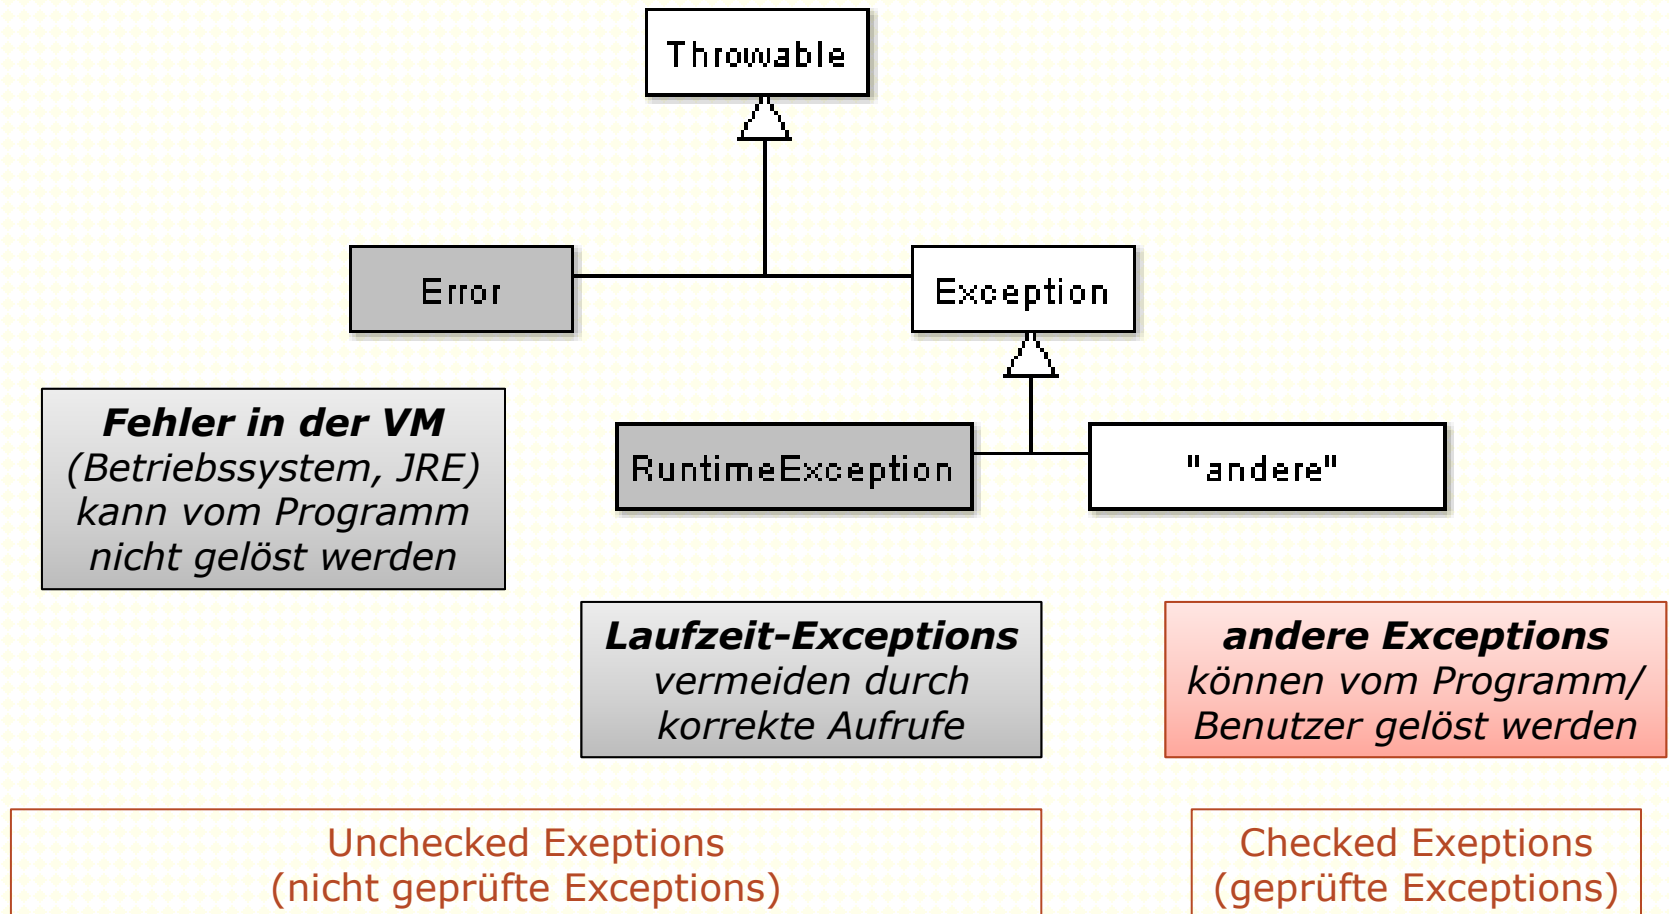 Throwable
Error
Exception
Fehler in der VM
(Betriebssystem, JRE)
kann vom Programm
nicht gelöst werden
RuntimeException
"andere"
Laufzeit-Exceptions
vermeiden durch
korrekte Aufrufe
andere Exceptions
können vom Programm/
Benutzer gelöst werden
Unchecked Exeptions
(nicht geprüfte Exceptions)
Checked Exeptions
(geprüfte Exceptions)